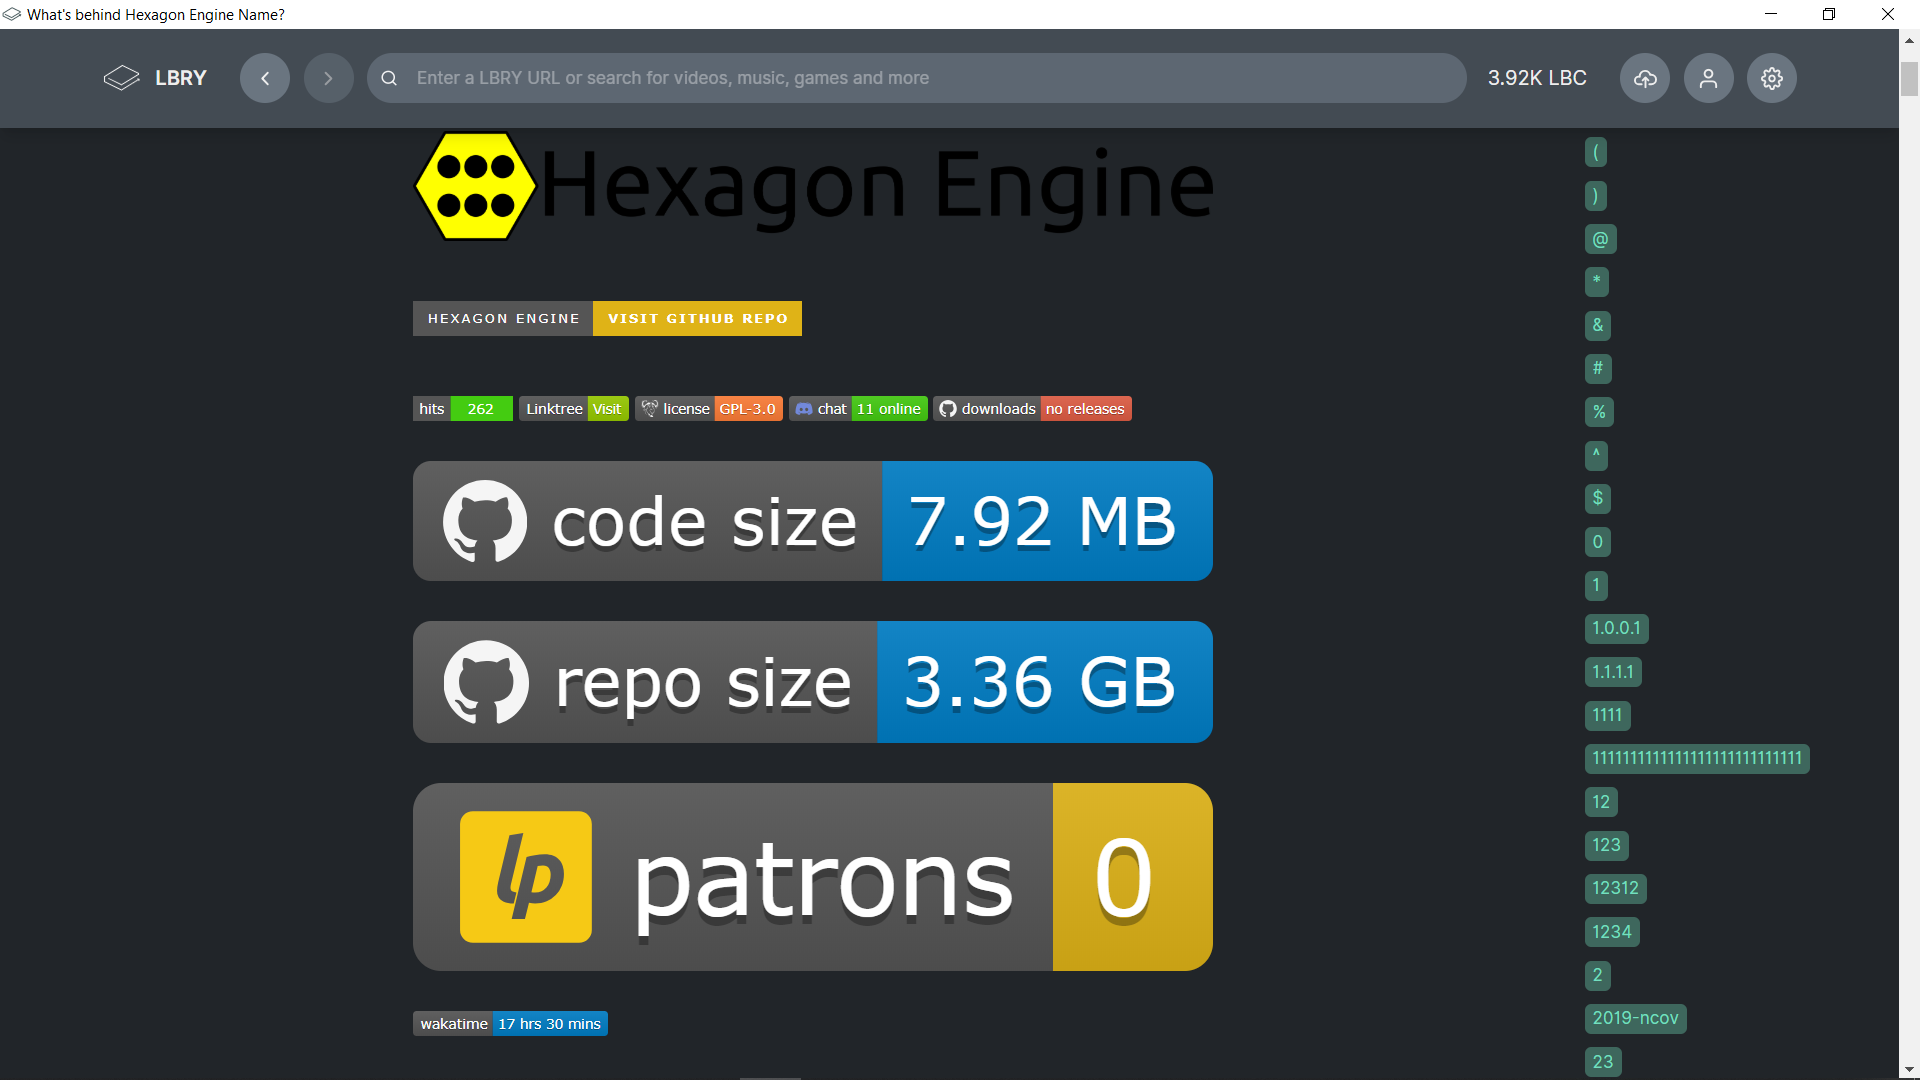 What's behind Hexagon Engine Name?
LBRY
Enter a LBRY URL or search for videos, music, games and more
3.92K LBC
Hexagon Engine
HEXAGON ENGINE VISIT GITHUB REPO
hits 262 Linktree Visit license GPL-3.0 chat 11 online downloads no releases
code size 7.92 MB
repo size 3.36 GB
lp patrons 0
wakatime 17 hrs 30 mins
(
)
@
*
&
#
%
^
$
0
1
1.0.0.1
1.1.1.1
1111
12
123
12312
1234
2
2019-ncov
23